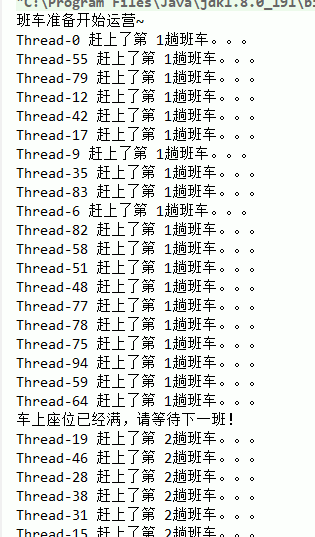 "C:\Program Files\Java\jdk1.8.0_191\bi
班车准备开始运营~
Thread-0 赶上了第 1趟班车。。。
Thread-55 赶上了第 1趟班车。。。
Thread-79 赶上了第 1趟班车。。。
Thread-12 赶上了第 1趟班车。。。
Thread-42 赶上了第 1趟班车。。。
Thread-17 赶上了第 1趟班车。。。
Thread-9 赶上了第 1趟班车。。。
Thread-35 赶上了第 1趟班车。。。
Thread-83 赶上了第 1趟班车。。。
Thread-6 赶上了第 1趟班车。。。
Thread-82 赶上了第 1趟班车。。。
Thread-58 赶上了第 1趟班车。。。
Thread-51 赶上了第 1趟班车。。。
Thread-48 赶上了第 1趟班车。。。
Thread-77 赶上了第 1趟班车。。。
Thread-78 赶上了第 1趟班车。。。
Thread-75 赶上了第 1趟班车。。。
Thread-94 赶上了第 1趟班车。。。
Thread-59 赶上了第 1趟班车。。。
Thread-64 赶上了第 1趟班车。。。
车上座位已经满，请等待下一班！
Thread-19 赶上了第 2趟班车。。。
Thread-46 赶上了第 2趟班车。。。
Thread-28 赶上了第 2趟班车。。。
Thread-38 赶上了第 2趟班车。。。
Thread-31 赶上了第 2趟班车。。。
Thread-15 赶上了第 2趟班车。。。